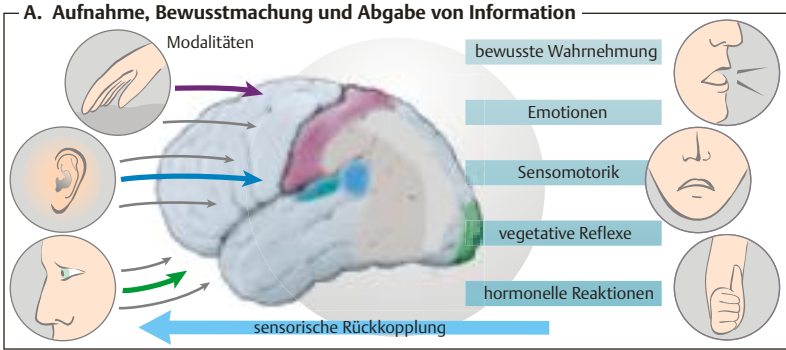 A. Aufnahme, Bewusstmachung und Abgabe von Information
Modalitäten
bewusste Wahrnehmung
Emotionen
Sensomotorik
vegetative Reflexe
hormonelle Reaktionen
sensorische Rückkopplung